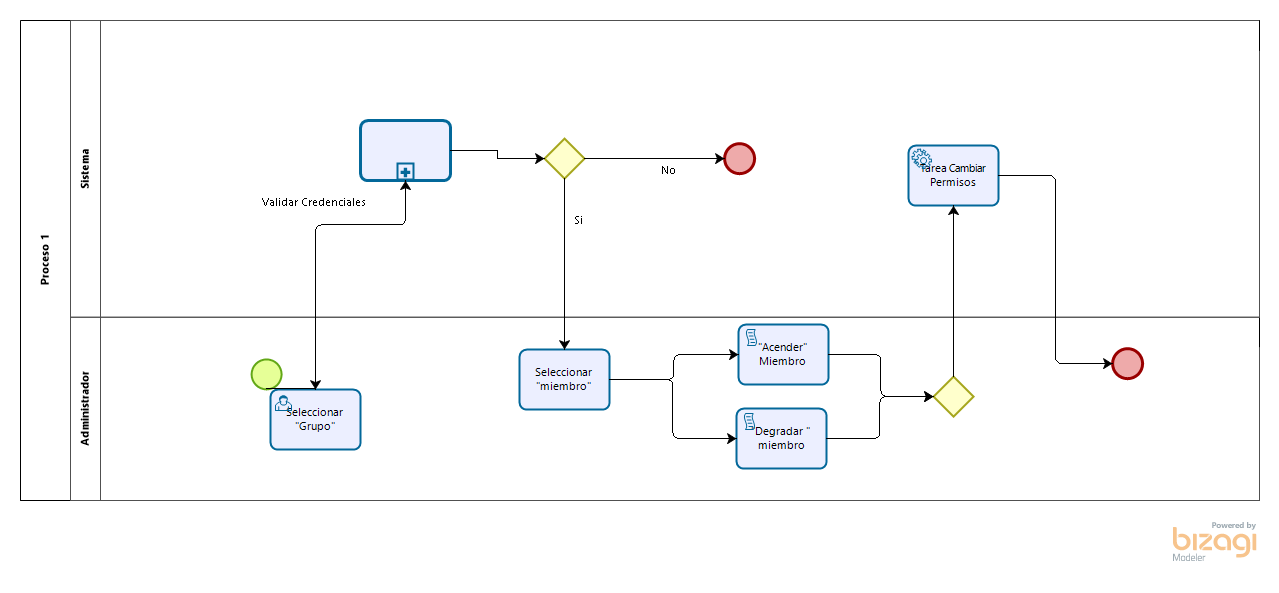 Proceso 1
Sistema
Validar Credenciales
No
Si
Tarea Cambiar
Permisos
Administrador
Seleccionar
"Grupo"
Seleccionar
"miembro"
"Acender"
Miembro
Degradar "
miembro
Powered by
bizagi
Modeler